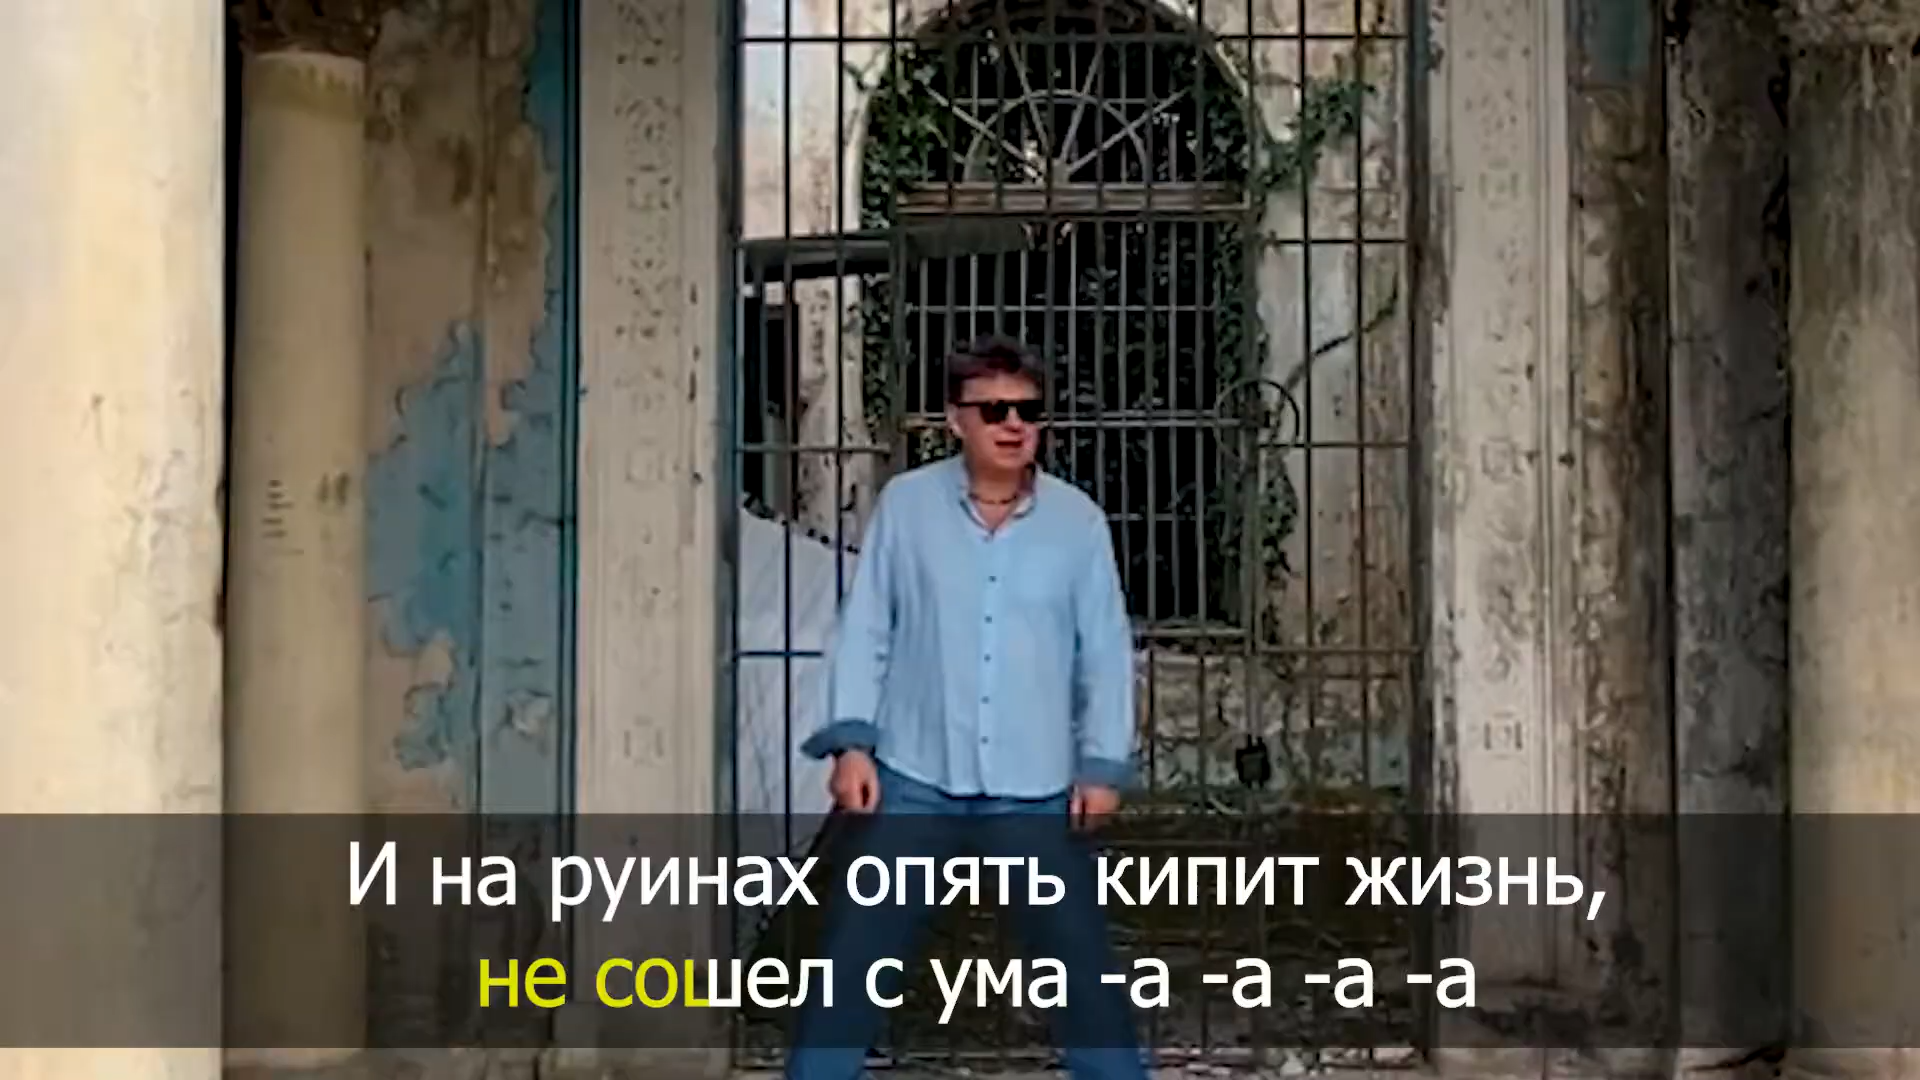 И на руинах опять кипит жизнь,
не сошел с ума -а -а -а -а